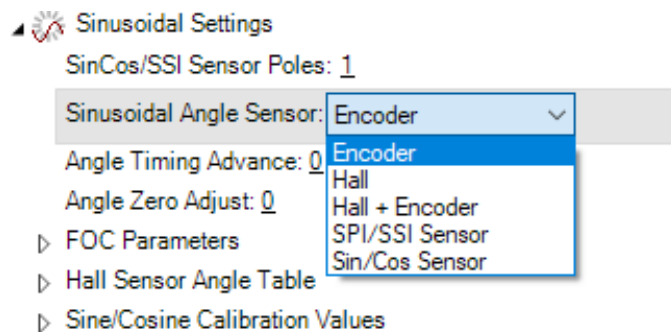 Sinusoidal Settings
SinCos/SSI Sensor Poles: 1
Sinusoidal Angle Sensor: Encoder
Encoder
Angle Timing Advance: 0
Hall
Angle Zero Adjust: 0
Hall + Encoder
FOC Parameters
SPI/SSI Sensor
Sin/Cos Sensor
Hall Sensor Angle Table
Sine/Cosine Calibration Values